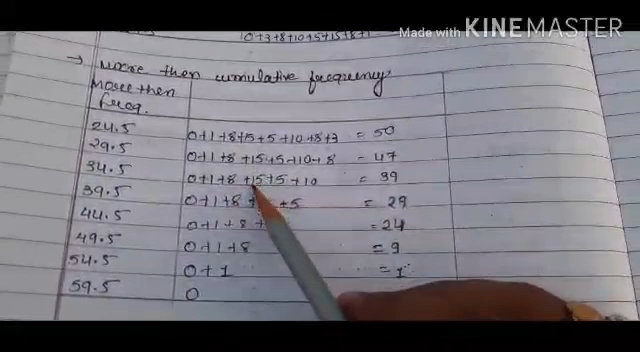 0+3+8+10+5+15+8+1
Made with KINEMASTER
→ More then cumulative frequency
More then
freq.
24.5 0+1+8+15+5+10+8+3 = 50
29.5 0+1+8+15+5+10+8 - 47
34.5 0+1+8+15+5+10 = 39
39.5 0+1+8+ +5 = 29
44.5 0+1+8+ = 24
49.5 0+1+8 = 9
54.5 0+1 = 1
59.5 0